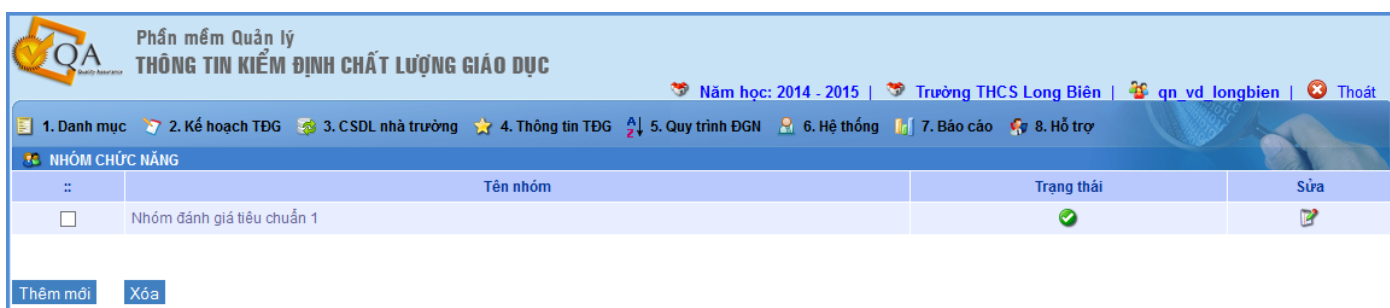 QA
Quality Assurance
Phần mềm Quản lý
THÔNG TIN KIỂM ĐỊNH CHẤT LƯỢNG GIÁO DỤC
Năm học: 2014 - 2015 | Trường THCS Long Biên | qn_vd_longbien | Thoát
1. Danh mục 2. Kế hoạch TĐG 3. CSDL nhà trường 4. Thông tin TĐG 5. Quy trình ĐGN 6. Hệ thống 7. Báo cáo 8. Hỗ trợ
NHÓM CHỨC NĂNG
:: Tên nhóm Trạng thái Sửa
Nhóm đánh giá tiêu chuẩn 1
Thêm mới Xóa